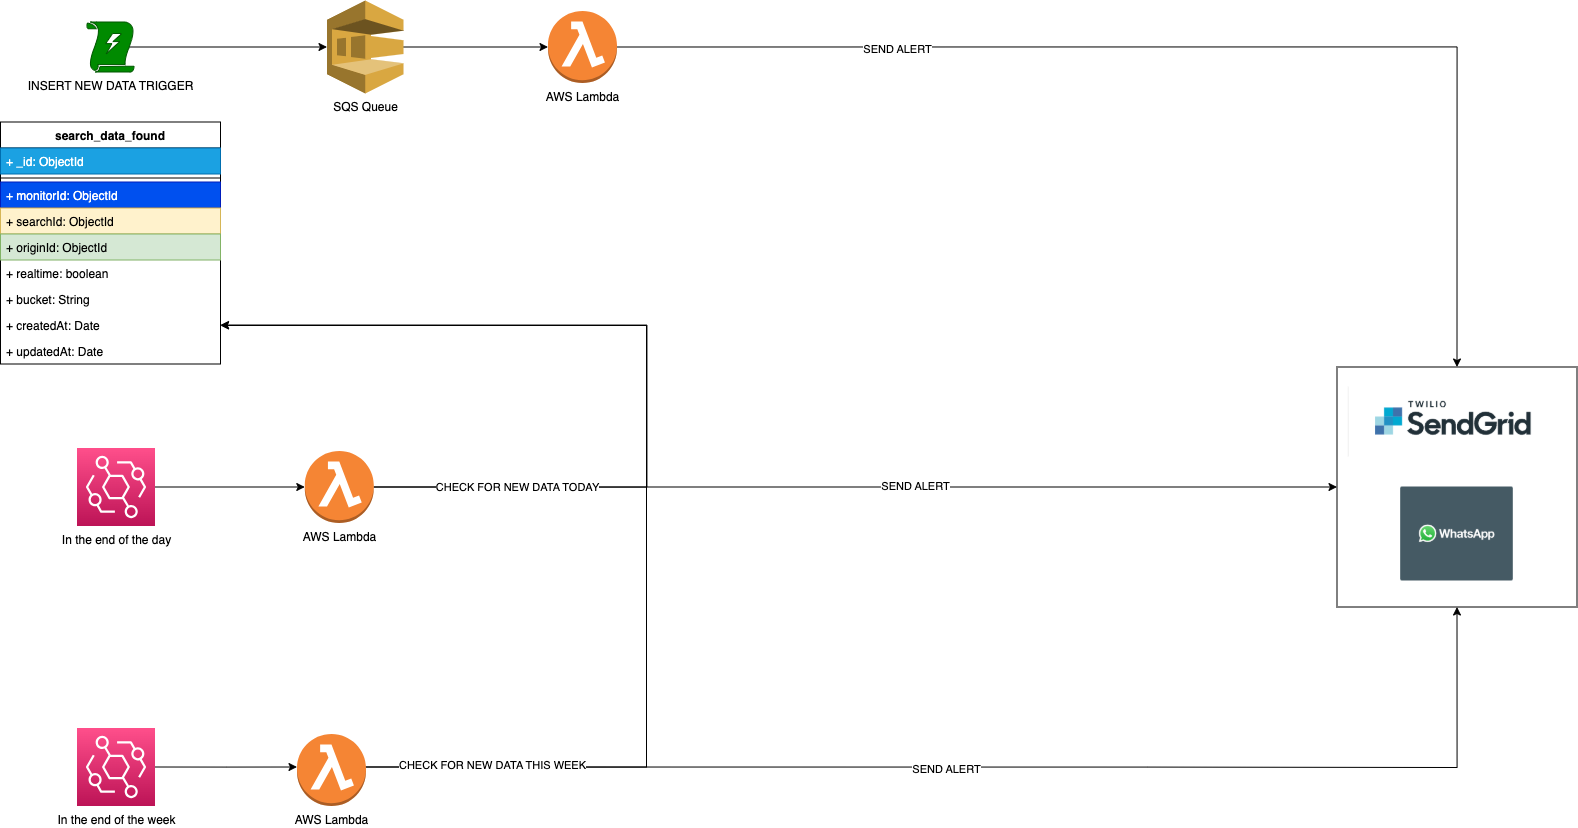 INSERT NEW DATA TRIGGER
SQS Queue
AWS Lambda
SEND ALERT
search_data_found
+ _id: ObjectId
+ monitorId: ObjectId
+ searchId: ObjectId
+ originId: ObjectId
+ realtime: boolean
+ bucket: String
+ createdAt: Date
+ updatedAt: Date
TWILIO
SendGrid
WhatsApp
In the end of the day
AWS Lambda
CHECK FOR NEW DATA TODAY
SEND ALERT
In the end of the week
AWS Lambda
CHECK FOR NEW DATA THIS WEEK
SEND ALERT